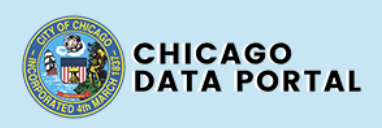 CITY OF CHICAGO
INCORPORATED 4th MARCH 1837
CHICAGO
DATA PORTAL